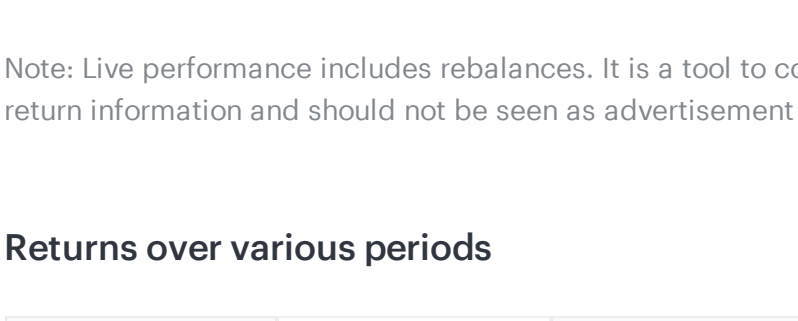 Note: Live performance includes rebalances. It is a tool to
return information and should not be seen as advertisement
Returns over various periods